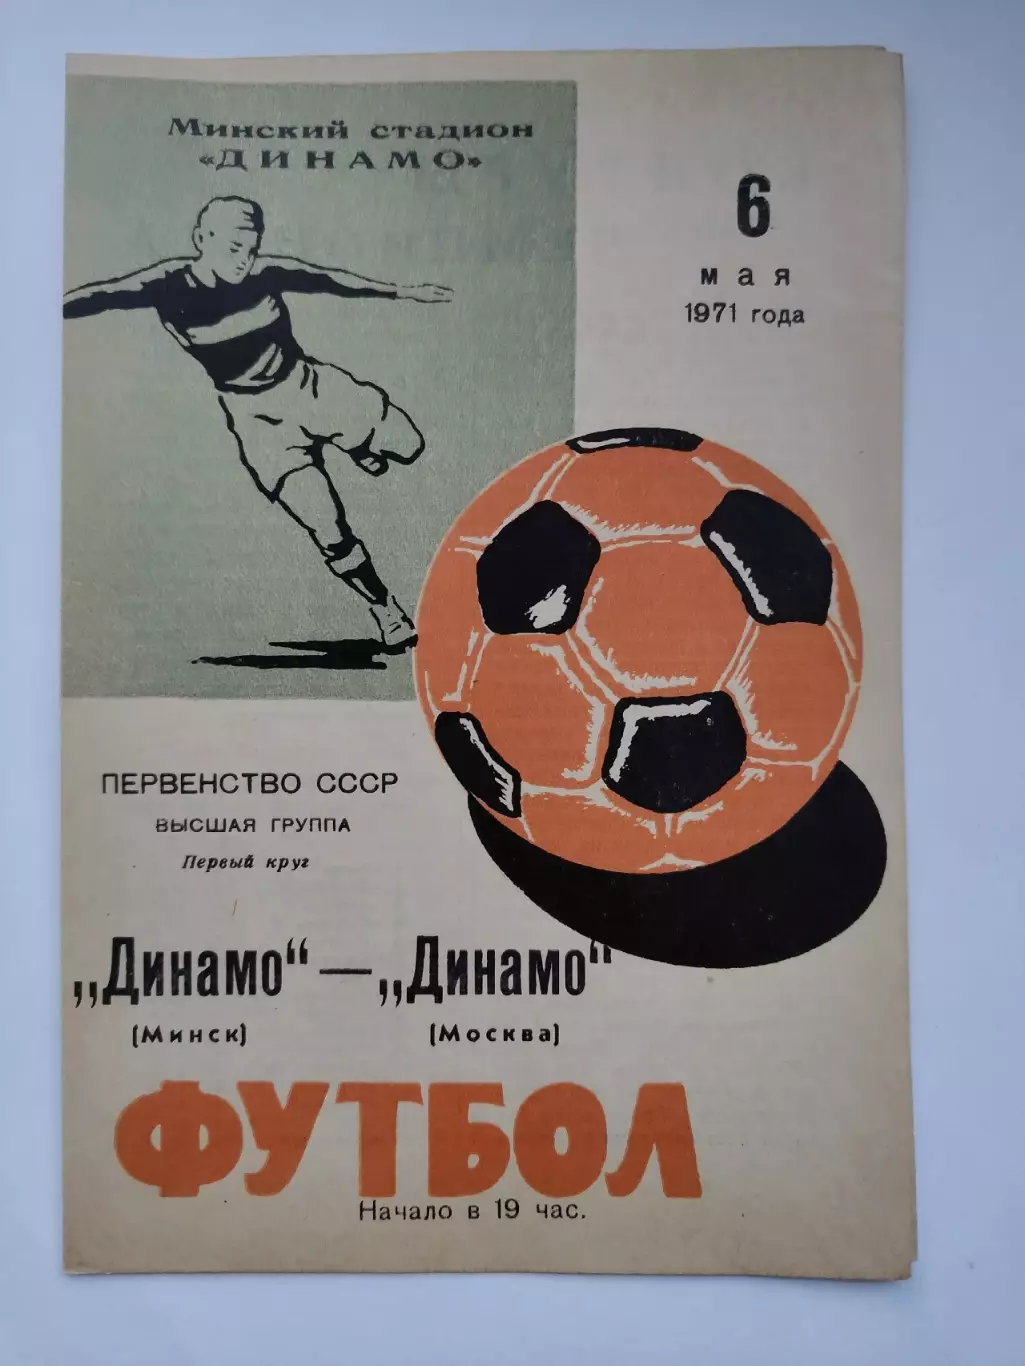 Минский стадион
«ДИНАМО»
6
мая
1971 года
ПЕРВЕНСТВО СССР
ВЫСШАЯ ГРУППА
Первый круг
„Динамо“ — „Динамо“
(Минск) (Москва)
ФУТБОЛ
Начало в 19 час.